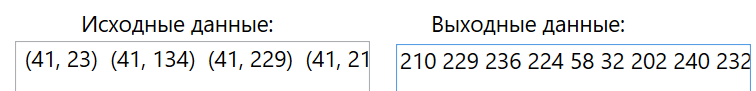 Исходные данные: Выходные данные:
(41, 23) (41, 134) (41, 229) (41, 21 210 229 236 224 58 32 202 240 232